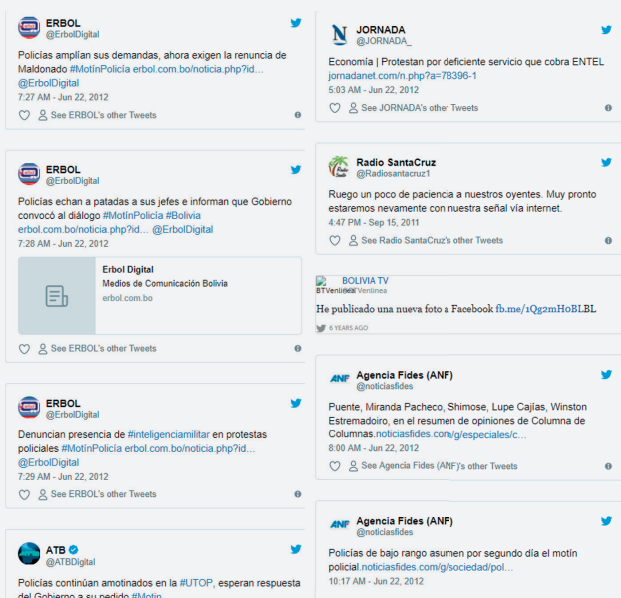 ERBOL
@ErbolDigital
Policías amplían sus demandas, ahora exigen la renuncia de
Maldonado #MotínPolicía erbol.com.bo/noticia.php?id…
@ErbolDigital
7:27 AM - Jun 22, 2012
See ERBOL's other Tweets
ERBOL
@ErbolDigital
Policías echan a patadas a sus jefes e informan que Gobierno
convocó al diálogo #MotínPolicía #Bolivia
erbol.com.bo/noticia.php?id… @ErbolDigital
7:28 AM - Jun 22, 2012
Erbol Digital
Medios de Comunicación Bolivia
erbol.com.bo
See ERBOL's other Tweets
ERBOL
@ErbolDigital
Denuncian presencia de #inteligenciamilitar en protestas
policiales #MotínPolicía erbol.com.bo/noticia.php?id…
@ErbolDigital
7:29 AM - Jun 22, 2012
See ERBOL's other Tweets
ATB
@ATBDigital
Policías continúan amotinados en la #UTOP, esperan respuesta
del Gobierno a su pedido #Motin
JORNADA
@JORNADA_
Economía | Protestan por deficiente servicio que cobra ENTEL
jornadanet.com/n.php?a=78396-1
5:03 AM - Jun 22, 2012
See JORNADA's other Tweets
Radio SantaCruz
@Radiosantacruz1
Ruego un poco de paciencia a nuestros oyentes. Muy pronto
estaremos nevamente con nuestra señal vía internet.
4:47 PM - Sep 15, 2011
See Radio SantaCruz's other Tweets
BOLIVIA TV
BTVenlinea
He publicado una nueva foto a Facebook fb.me/1Qg2mH0BLBL
6 YEARS AGO
ANF Agencia Fides (ANF)
@noticiasfides
Puente, Miranda Pacheco, Shimose, Lupe Cajías, Winston
Estremadoiro, en el resumen de opiniones de Columna de
Columnas.noticiasfides.con/g/especiales/c…
8:00 AM - Jun 22, 2012
See Agencia Fides (ANF)'s other Tweets
ANF Agencia Fides (ANF)
@noticiasfides
Policías de bajo rango asumen por segundo día el motín
policial.noticiasfides.com/g/sociedad/pol…
10:17 AM - Jun 22, 2012